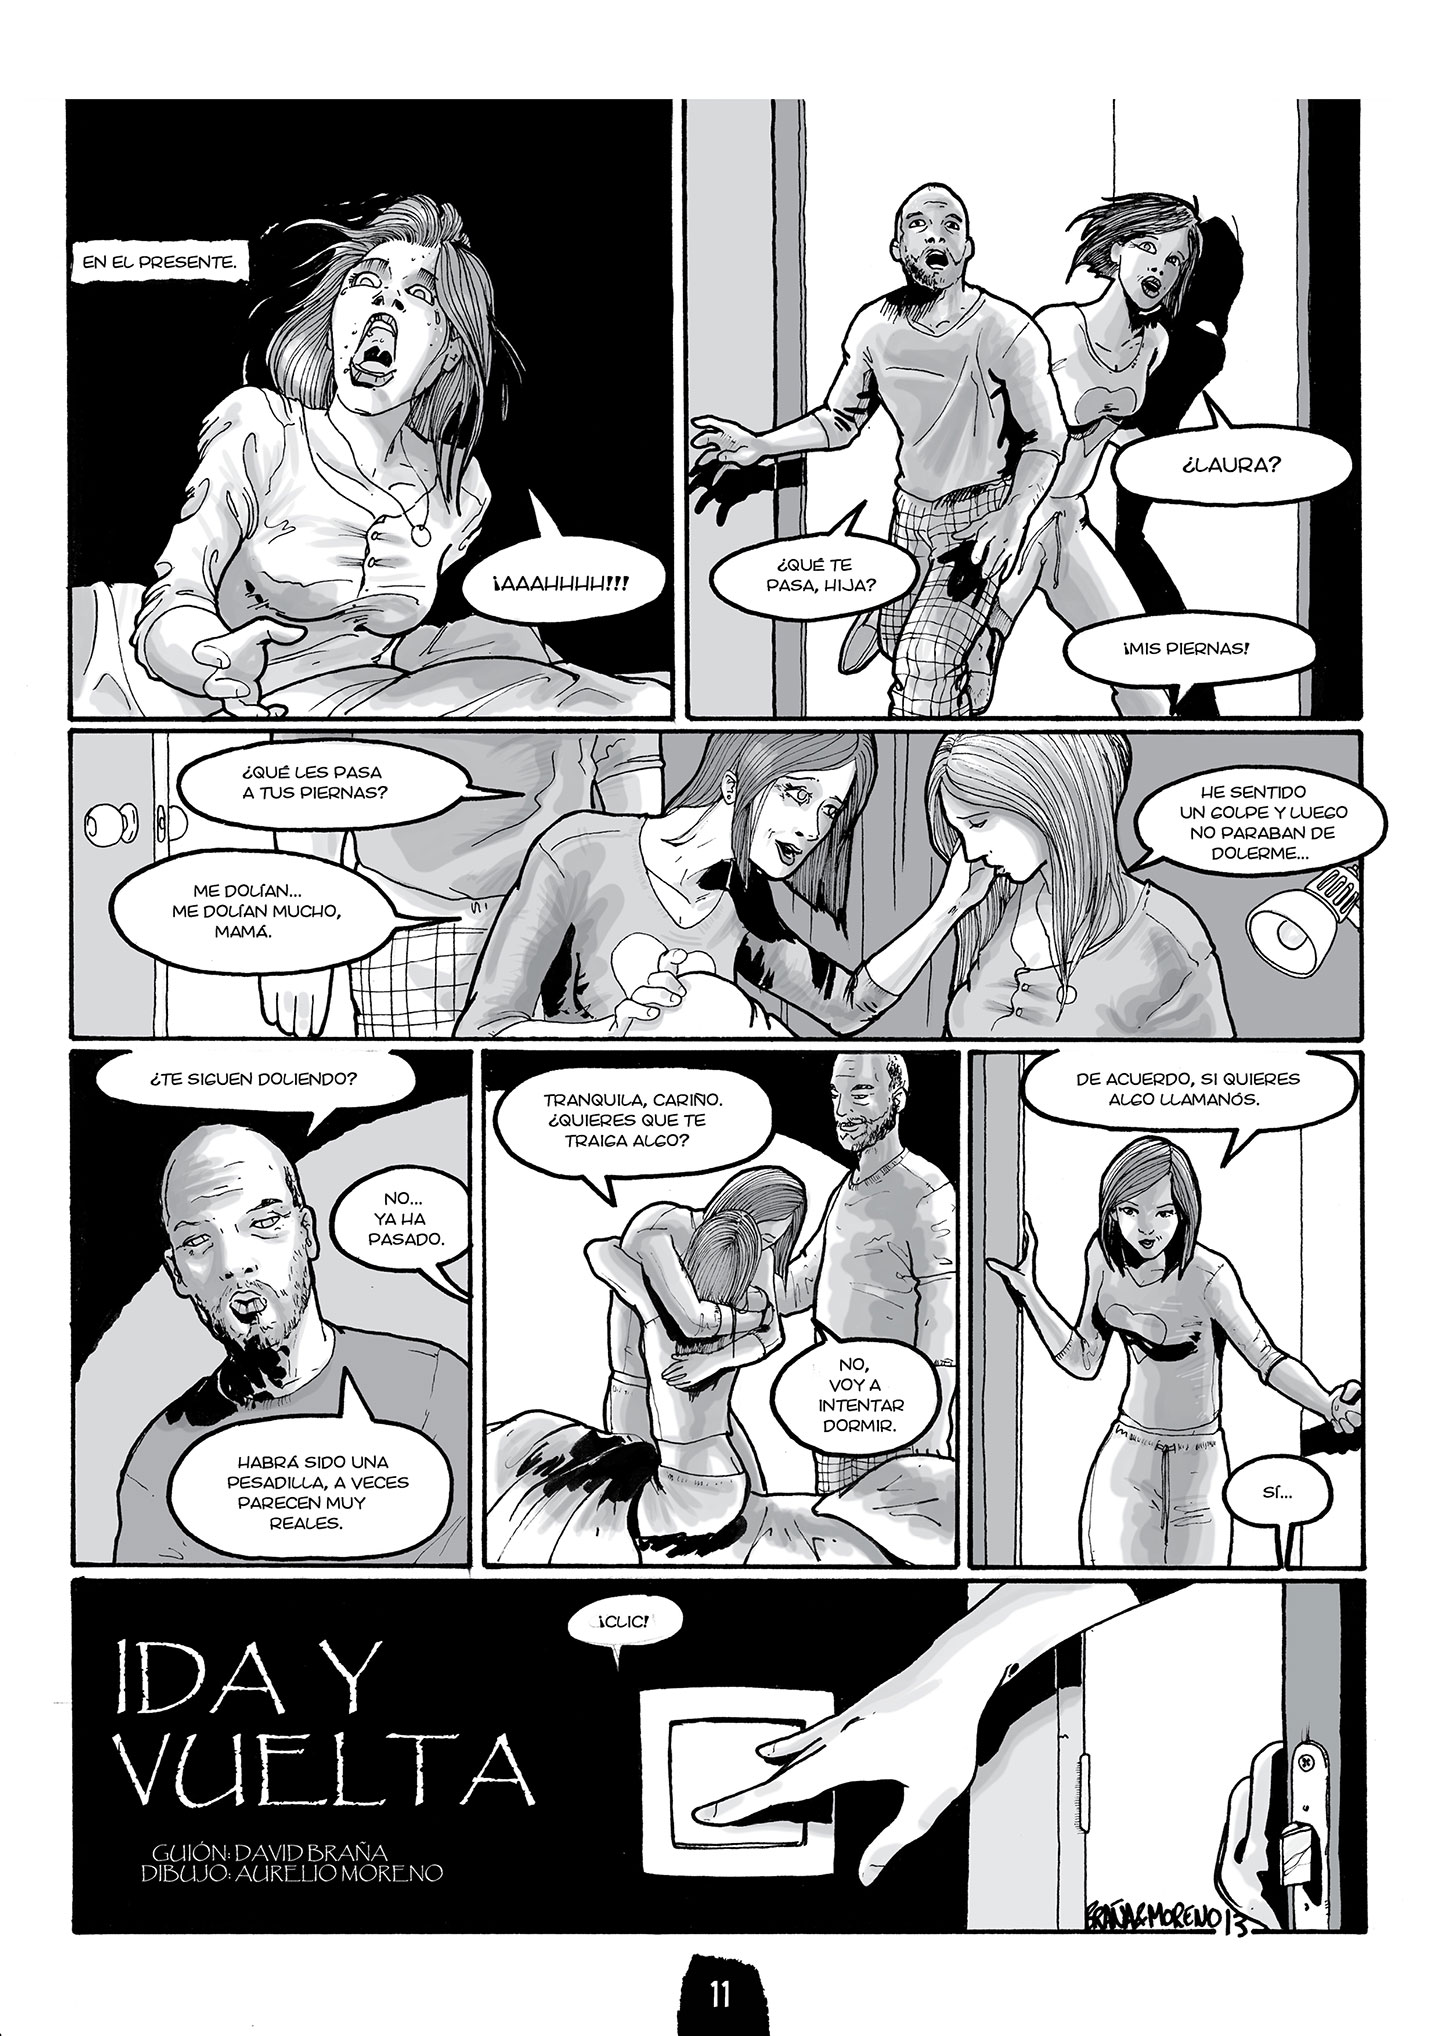 EN EL PRESENTE.
¡AAAHHHH!!!
¿LAURA?
¿QUÉ TE
PASA, HIJA?
¡MIS PIERNAS!
¿QUÉ LES PASA
A TUS PIERNAS?
ME DOLÍAN...
ME DOLÍAN MUCHO,
MAMÁ.
HE SENTIDO
UN GOLPE Y LUEGO
NO PARABAN DE
DOLERME...
¿TE SIGUEN DOLIENDO?
NO...
YA HA
PASADO.
HABRÁ SIDO UNA
PESADILLA, A VECES
PARECEN MUY
REALES.
TRANQUILA, CARIÑO.
¿QUIERES QUE TE
TRAIGA ALGO?
NO,
VOY A
INTENTAR
DORMIR.
DE ACUERDO, SI QUIERES
ALGO LLAMANÓS.
SÍ...
IDA Y
VUELTA
GUIÓN: DAVID BRAÑA
DIBUJO: AURELIO MORENO
¡CLIC!
BRAÑA&MORENO 13
11